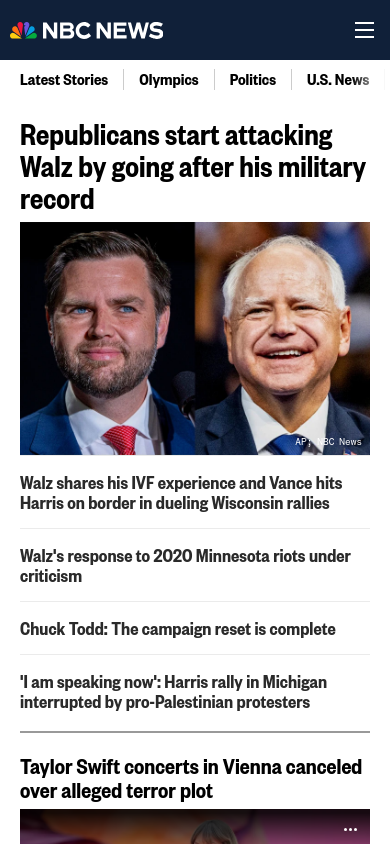 NBC NEWS
Latest Stories
Olympics
Politics
U.S. News
Republicans start attacking
Walz by going after his military
record
AP; NBC News
Walz shares his IVF experience and Vance hits
Harris on border in dueling Wisconsin rallies
Walz's response to 2020 Minnesota riots under
criticism
Chuck Todd: The campaign reset is complete
'I am speaking now': Harris rally in Michigan
interrupted by pro-Palestinian protesters
Taylor Swift concerts in Vienna canceled
over alleged terror plot